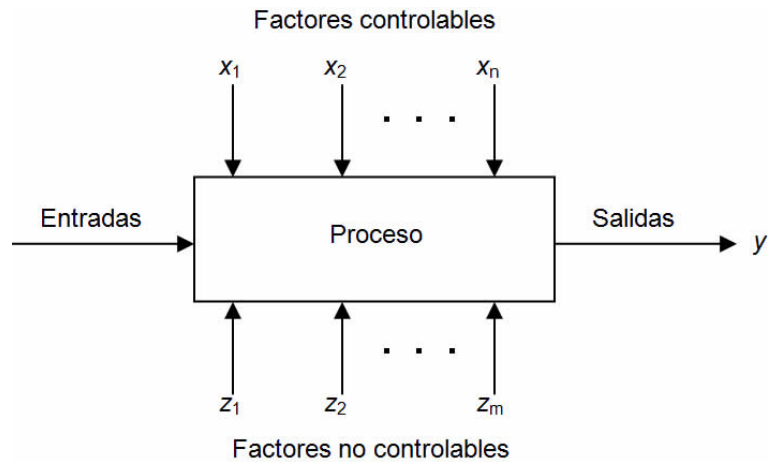 Factores controlables
x1 x2 . . . xn
Entradas
Proceso
Salidas
y
. . .
z1 z2 zm
Factores no controlables